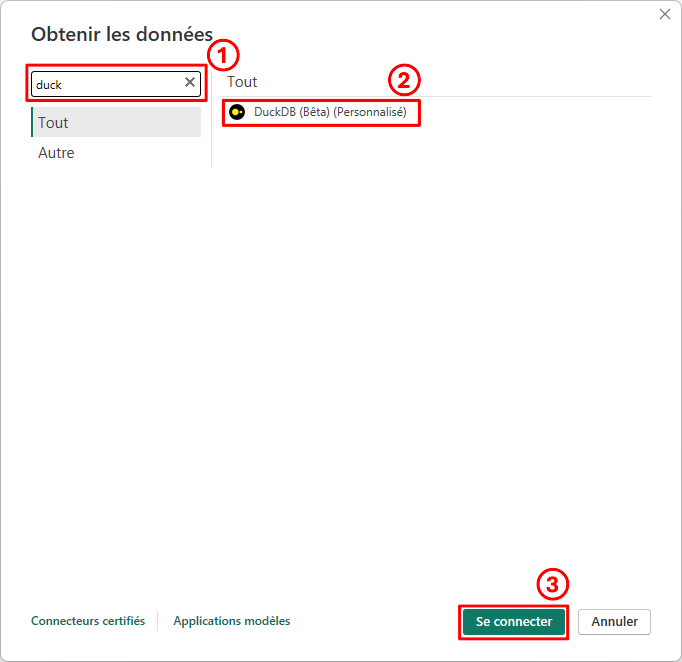 Obtenir les données
1
duck
Tout
Autre
Tout
2
DuckDB (Bêta) (Personnalisé)
3
Connecteurs certifiés
Applications modèles
Se connecter
Annuler